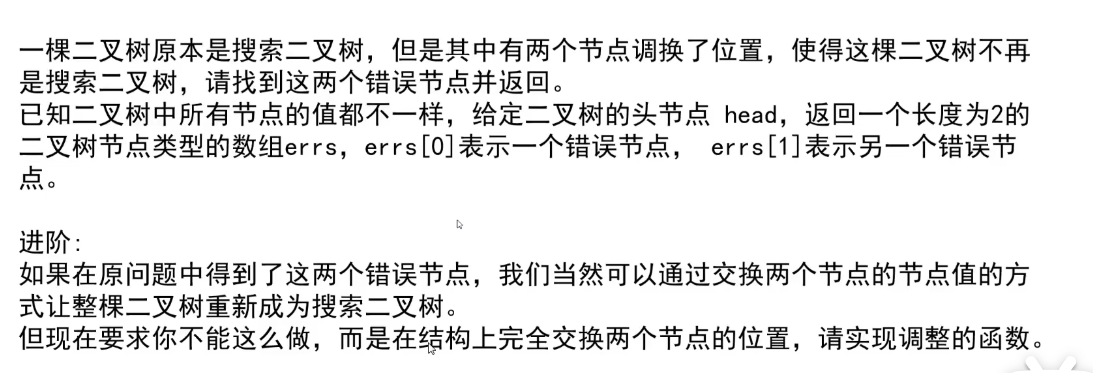 一棵二叉树原本是搜索二叉树，但是其中有两个节点调换了位置，使得这棵二叉树不再
是搜索二叉树，请找到这两个错误节点并返回。
已知二叉树中所有节点的值都不一样，给定二叉树的头节点 head，返回一个长度为2的
二叉树节点类型的数组errs，errs[0]表示一个错误节点， errs[1]表示另一个错误节
点。
进阶:
如果在原问题中得到了这两个错误节点，我们当然可以通过交换两个节点的节点值的方
式让整棵二叉树重新成为搜索二叉树。
但现在要求你不能这么做，而是在结构上完全交换两个节点的位置，请实现调整的函数。